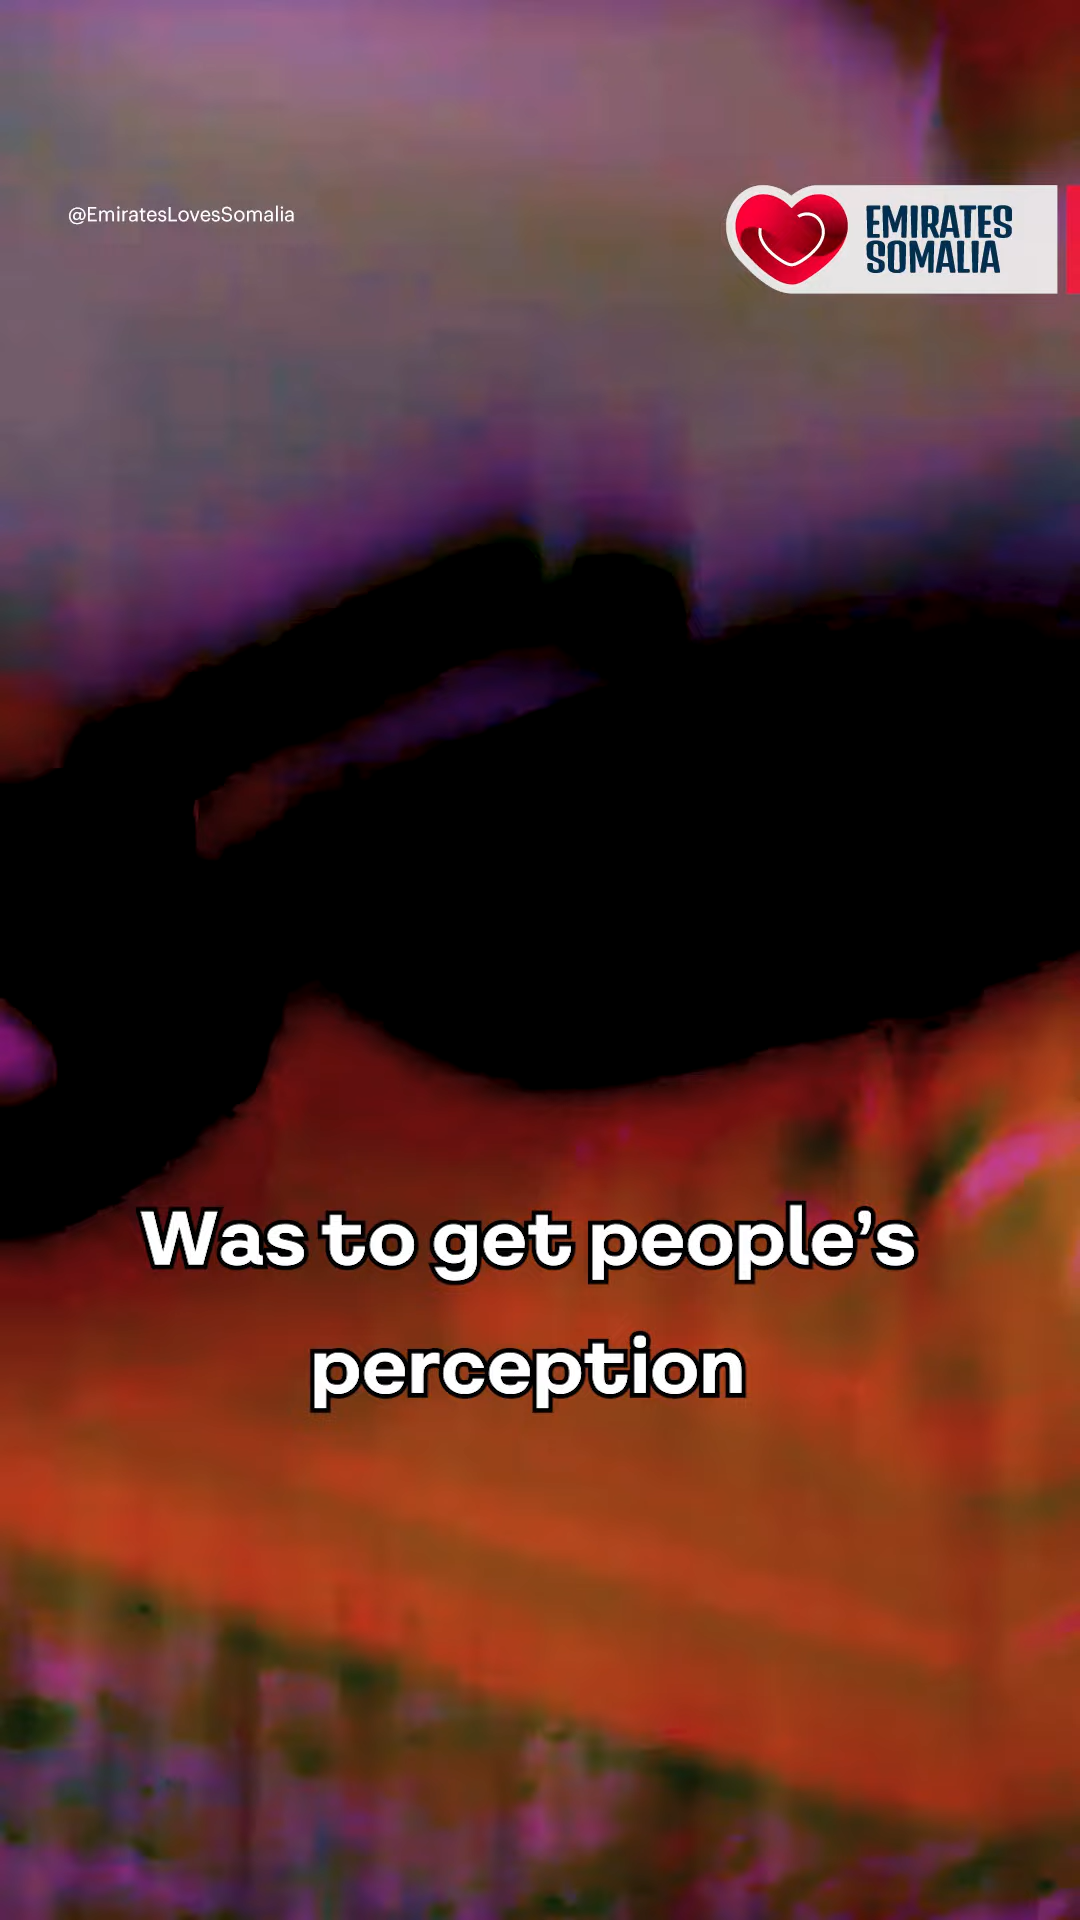 @EmiratesLovesSomalia
EMIRATES
SOMALIA
Was to get people’s
perception